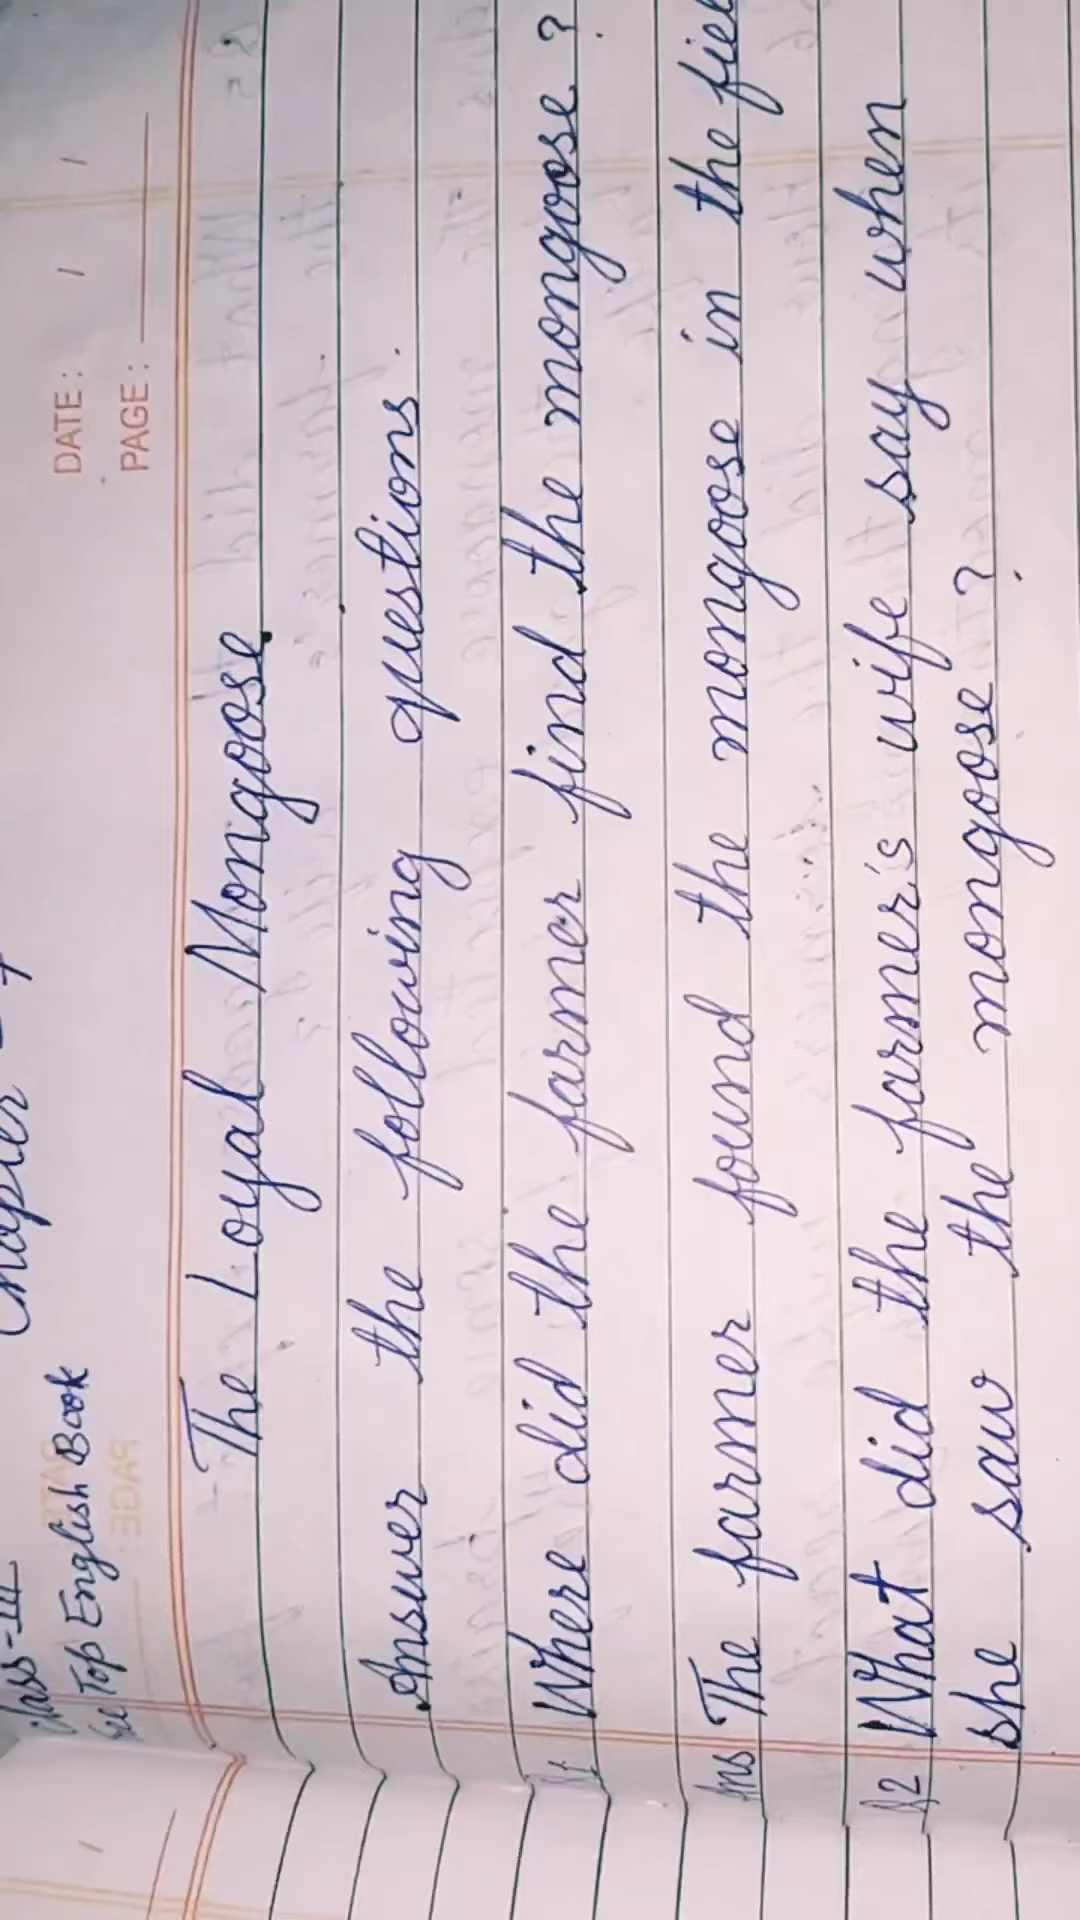 Class-III
Top English Book
Chapter
DATE: / /
PAGE:
The Loyal Mongose
Answer the following questions.
Q1 Where did the farmer find the mongoose?
Ans The farmer found the mongoose in the
Q2 What did the farmer's wife say when
she saw the mongoose?